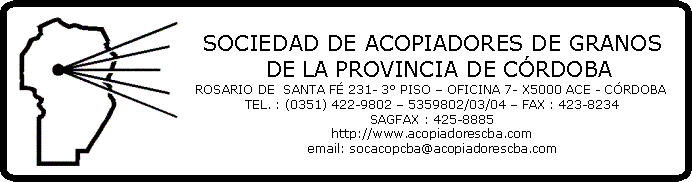 SOCIEDAD DE ACOPIADORES DE GRANOS
DE LA PROVINCIA DE CÓRDOBA
ROSARIO DE SANTA FÉ 231- 3º PISO – OFICINA 7- X5000 ACE - CÓRDOBA
TEL. : (0351) 422-9802 – 5359802/03/04 – FAX : 423-8234
SAGFAX : 425-8885
http://www.acopiadorescba.com
email: socacopcba@acopiadorescba.com